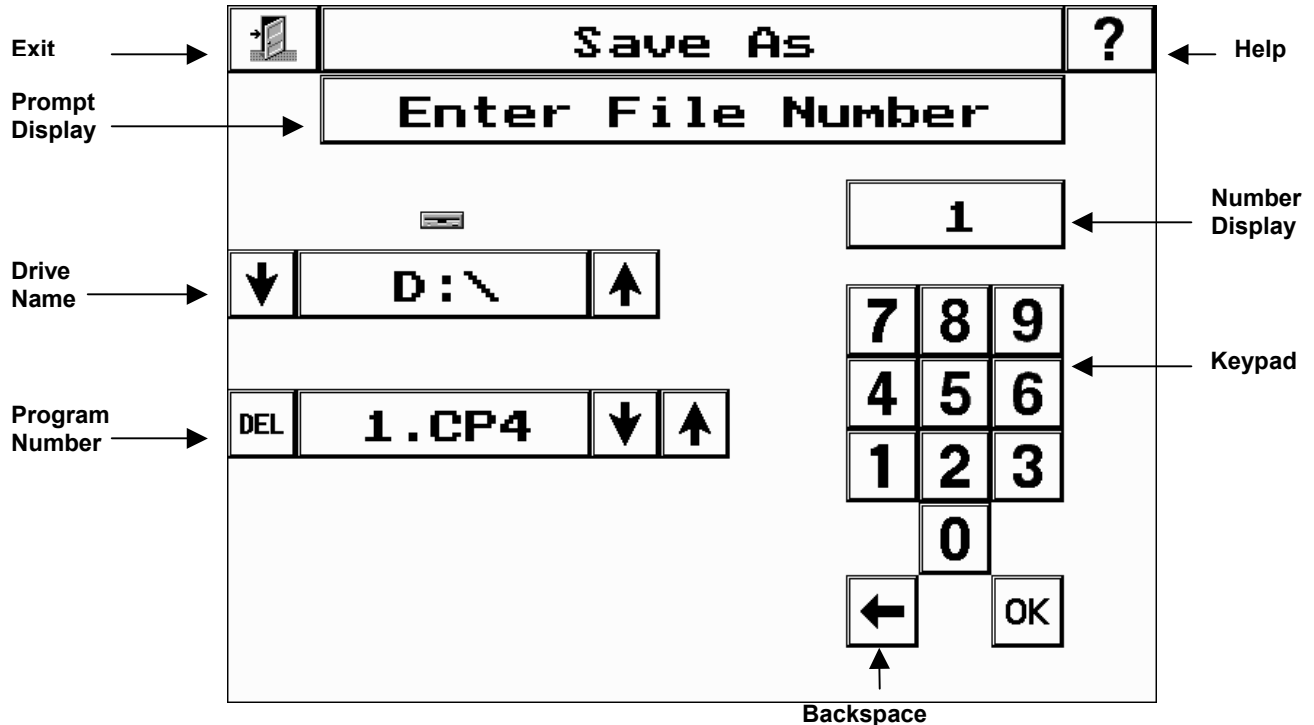 Exit
Save As
?
Help
Prompt
Display
Enter File Number
1
Number
Display
Drive
Name
D:\
7 8 9
Keypad
4 5 6
Program
Number
DEL
1.CP4
1 2 3
0
OK
Backspace